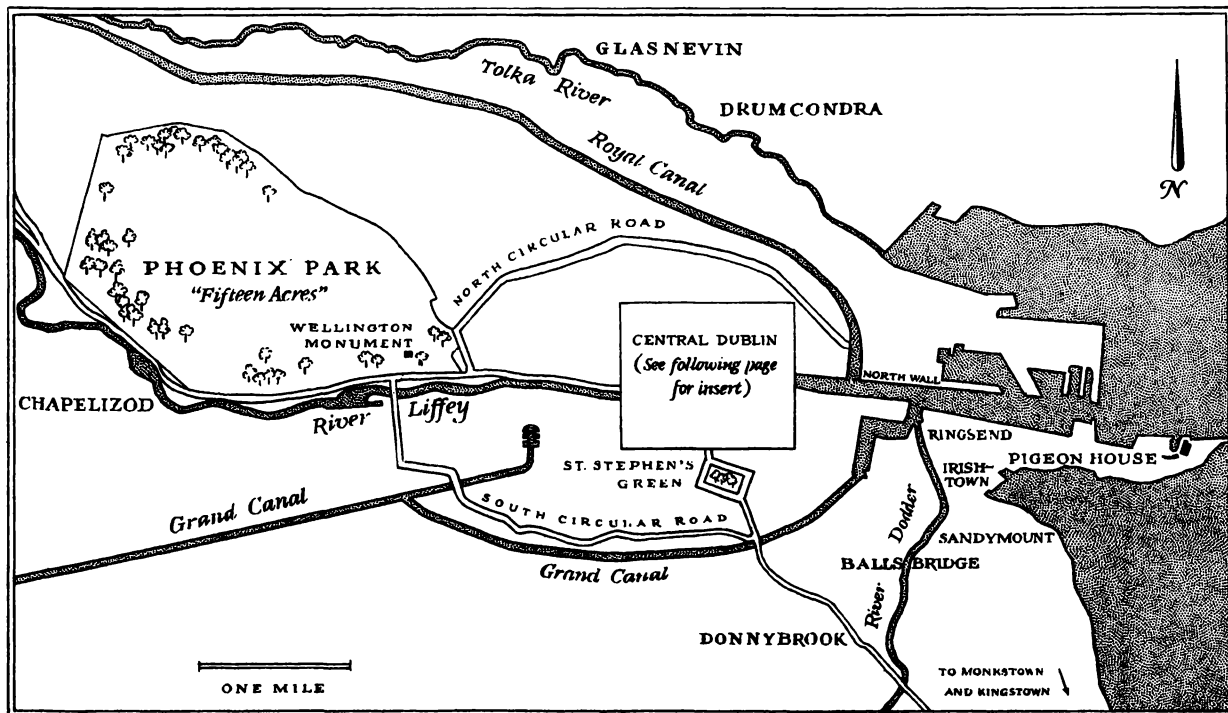 GLASNEVIN
Tolka River
DRUMCONDRA
Royal Canal
N
NORTH CIRCULAR ROAD
PHOENIX PARK
"Fifteen Acres"
WELLINGTON
MONUMENT
CENTRAL DUBLIN
(See following page
for insert)
NORTH WALL
CHAPELIZOD
River Liffey
RINGSEND
PIGEON HOUSE
ST. STEPHEN'S
GREEN
IRISH-
TOWN
Grand Canal
SOUTH CIRCULAR ROAD
River Dodder
SANDYMOUNT
BALLSBRIDGE
Grand Canal
DONNYBROOK
ONE MILE
TO MONKSTOWN
AND KINGSTOWN